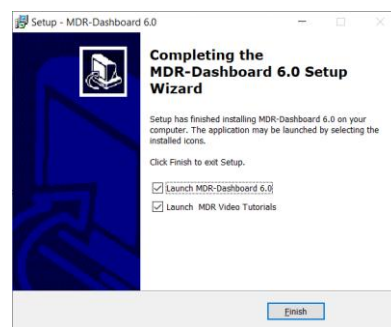 Setup - MDR-Dashboard 6.0
Completing the
MDR-Dashboard 6.0 Setup
Wizard
Setup has finished installing MDR-Dashboard 6.0 on your
computer. The application may be launched by selecting the
installed icons.
Click Finish to exit Setup.
Launch MDR-Dashboard 6.0
Launch MDR Video Tutorials
Finish